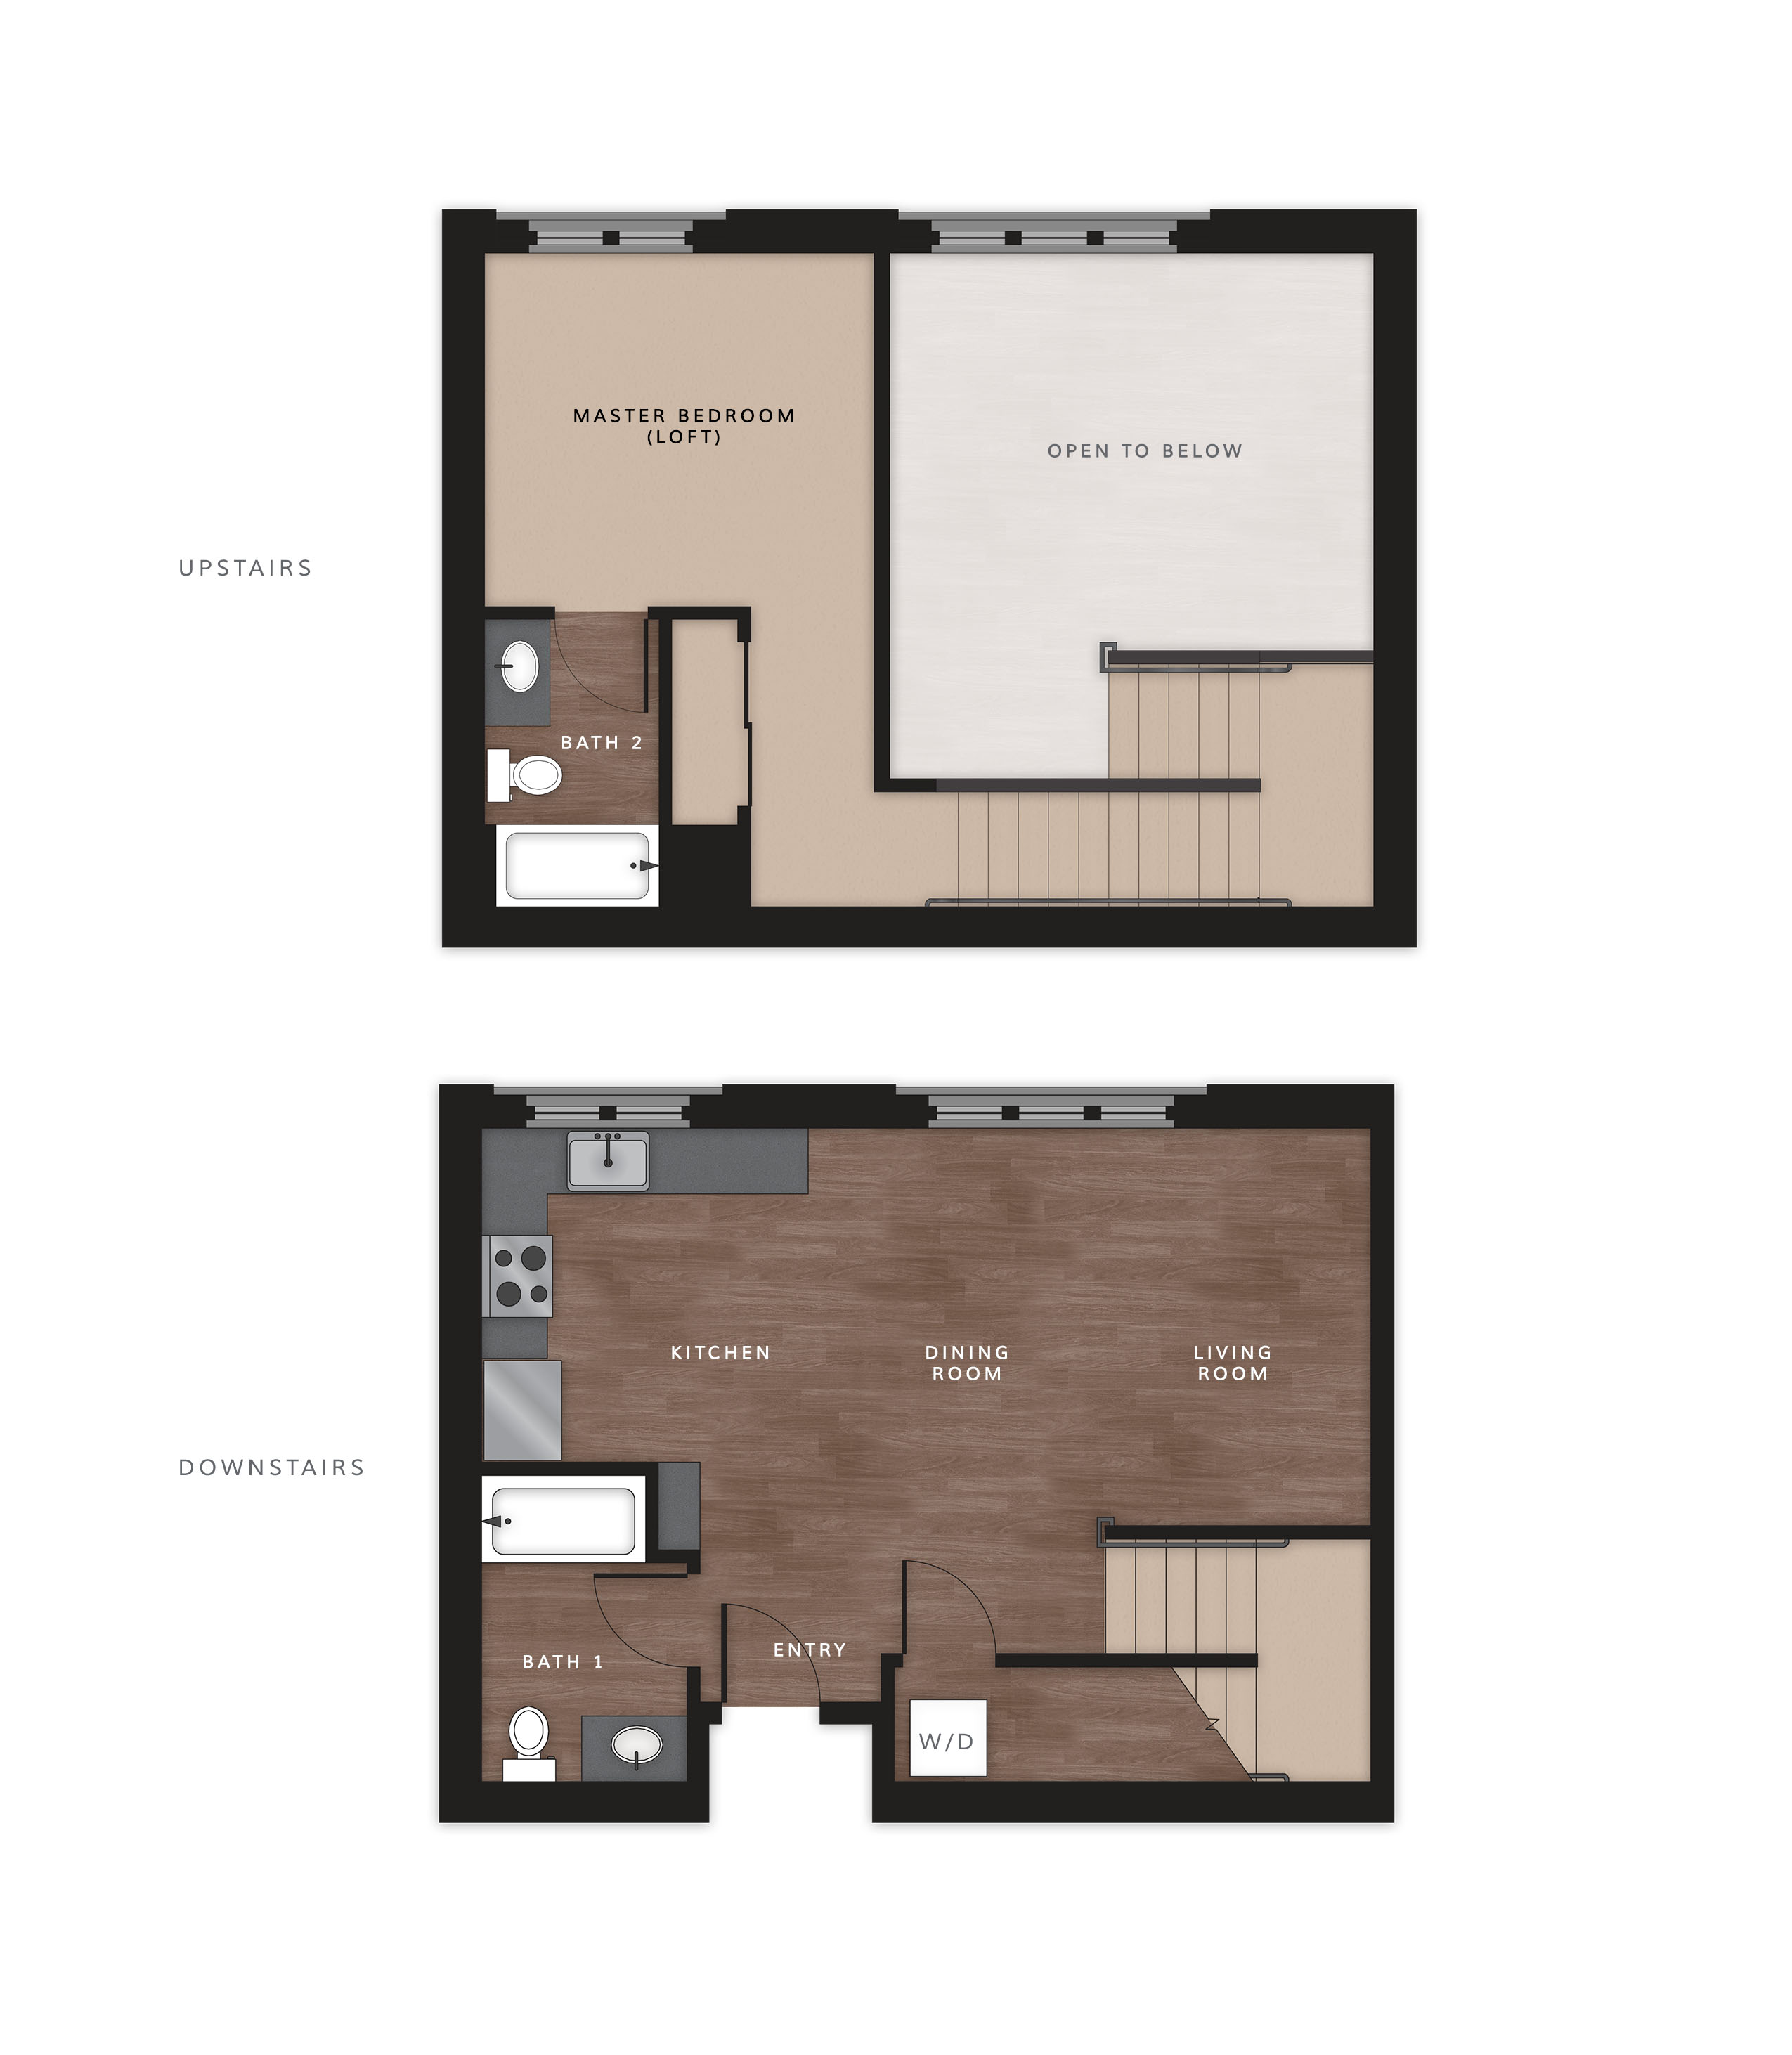 MASTER BEDROOM
(LOFT)
OPEN TO BELOW
UPSTAIRS
BATH 2
KITCHEN
DINING
ROOM
LIVING
ROOM
DOWNSTAIRS
ENTRY
BATH 1
W/D